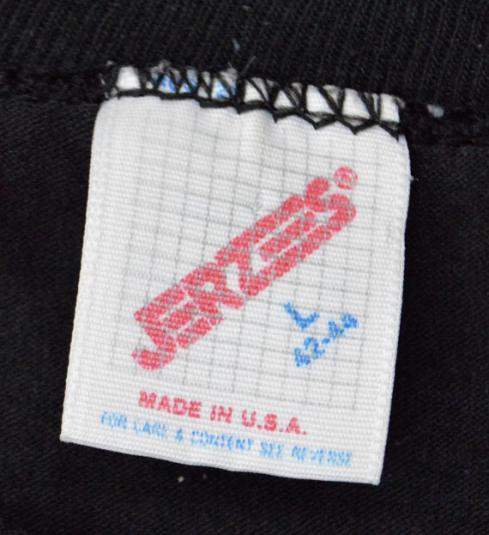 JERZEES®
L
42-44
MADE IN U.S.A.
FOR CARE & CONTENT SEE REVERSE